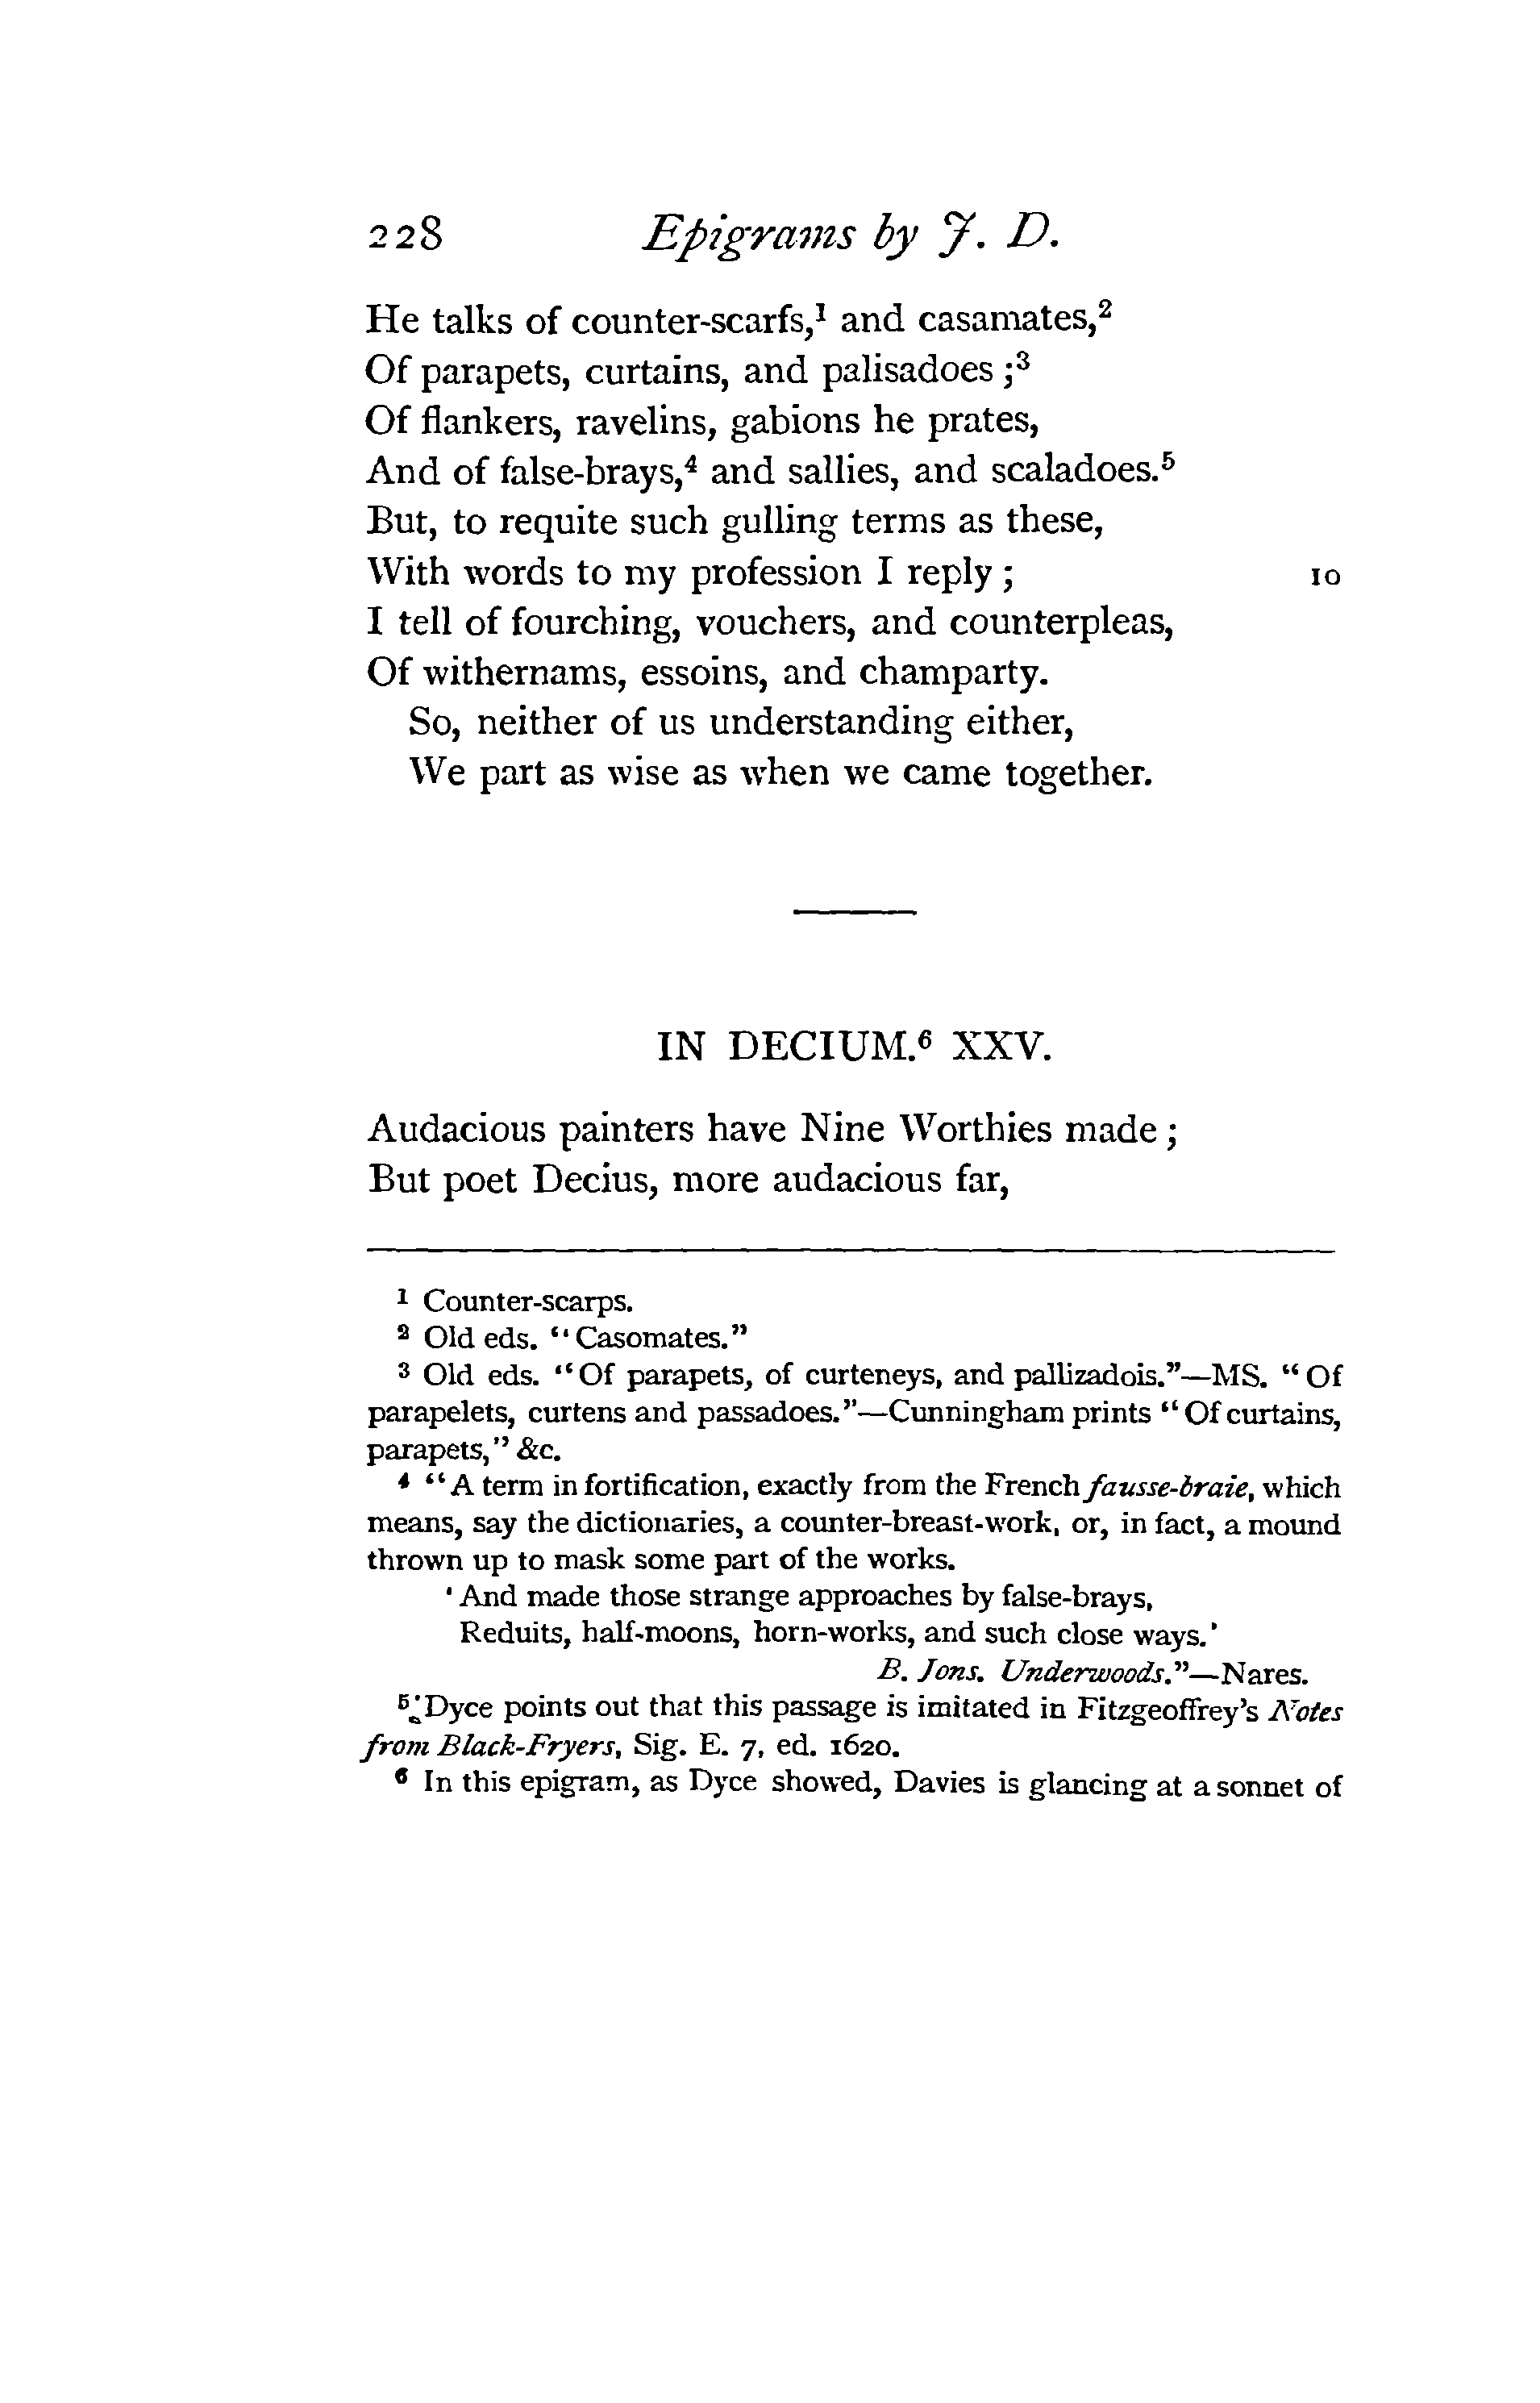 228 Epigrams by J. D.
He talks of counter-scarfs,¹ and casamates,²
Of parapets, curtains, and palisadoes ;³
Of flankers, ravelins, gabions he prates,
And of false-brays,⁴ and sallies, and scaladoes.⁵
But, to requite such gulling terms as these,
With words to my profession I reply ; 10
I tell of fourching, vouchers, and counterpleas,
Of withernams, essoins, and champarty.
So, neither of us understanding either,
We part as wise as when we came together.
IN DECIUM.⁶ XXV.
Audacious painters have Nine Worthies made ;
But poet Decius, more audacious far,
¹ Counter-scarps.
² Old eds. “Casomates.”
³ Old eds. “Of parapets, of curteneys, and pallizadois.”—MS. “Of
parapelets, curtens and passadoes.”—Cunningham prints “Of curtains,
parapets,” &c.
⁴ “A term in fortification, exactly from the French fausse-braie, which
means, say the dictionaries, a counter-breast-work, or, in fact, a mound
thrown up to mask some part of the works.
‘And made those strange approaches by false-brays,
Reduits, half-moons, horn-works, and such close ways.’
B. Jons. Underwoods.”—Nares.
⁵ Dyce points out that this passage is imitated in Fitzgeoffrey’s Notes
from Black-Fryers, Sig. E. 7, ed. 1620.
⁶ In this epigram, as Dyce showed, Davies is glancing at a sonnet of